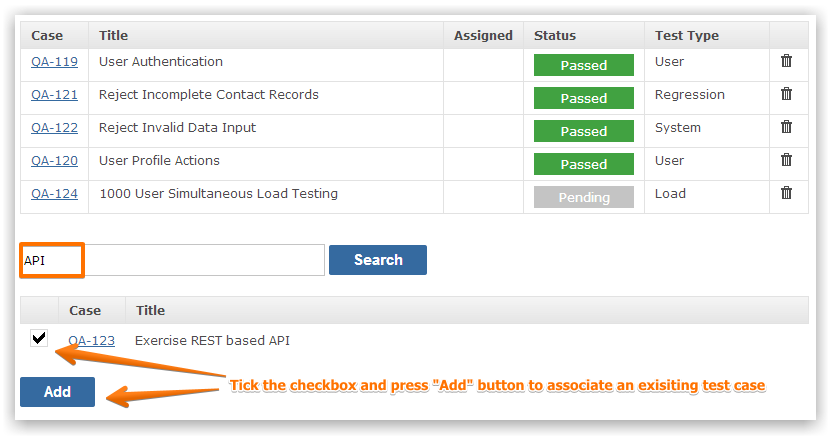 Case Title Assigned Status Test Type
QA-119 User Authentication Passed User
QA-121 Reject Incomplete Contact Records Passed Regression
QA-122 Reject Invalid Data Input Passed System
QA-120 User Profile Actions Passed User
QA-124 1000 User Simultaneous Load Testing Pending Load
API Search
Case Title
QA-123 Exercise REST based API
Tick the checkbox and press "Add" button to associate an exisiting test case
Add